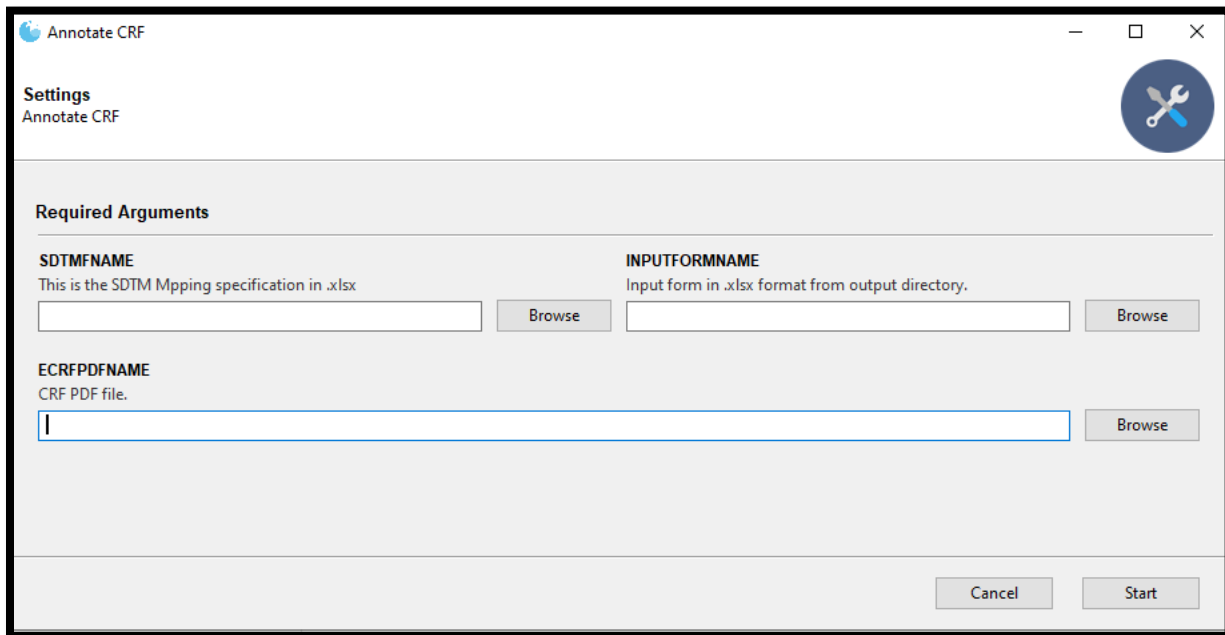 Annotate CRF
Settings
Annotate CRF
Required Arguments
SDTMFNAME
This is the SDTM Mpping specification in .xlsx
Browse
INPUTFORMNAME
Input form in .xlsx format from output directory.
Browse
ECRFPDFNAME
CRF PDF file.
Browse
Cancel
Start